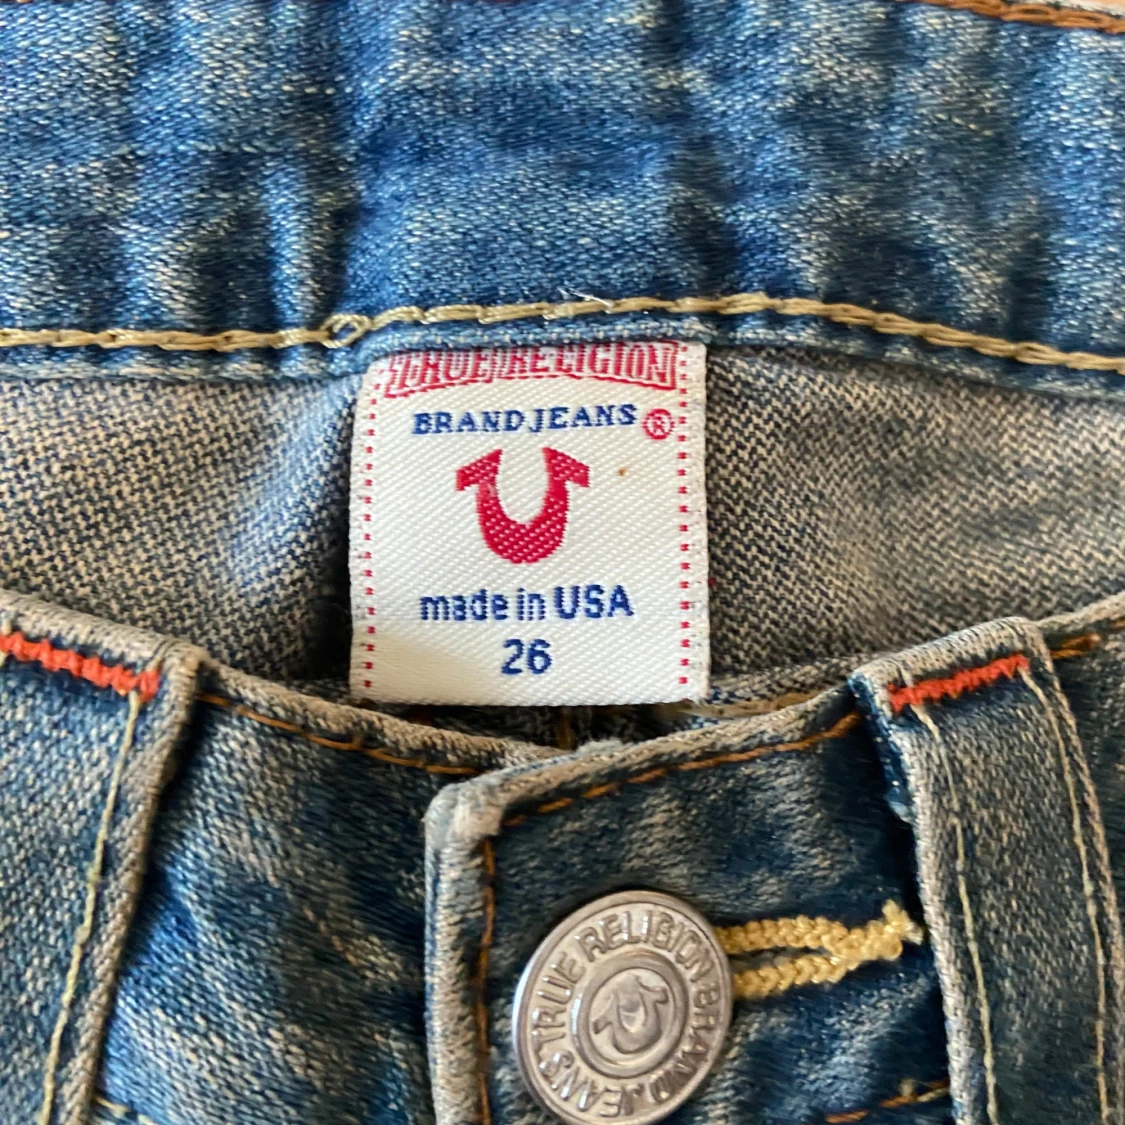 TRUE RELIGION
BRAND JEANS ®
made in USA
26
TRUE RELIGION BRAND JEANS